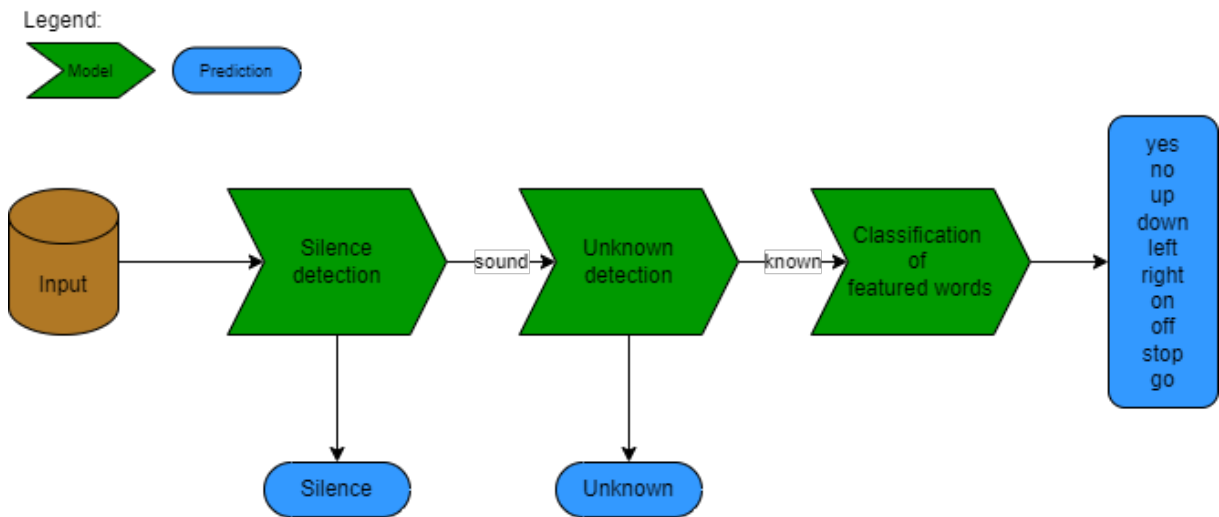 Legend:
Model
Prediction
Input
Silence
detection
sound
Unknown
detection
known
Classification
of
featured words
yes
no
up
down
left
right
on
off
stop
go
Silence
Unknown